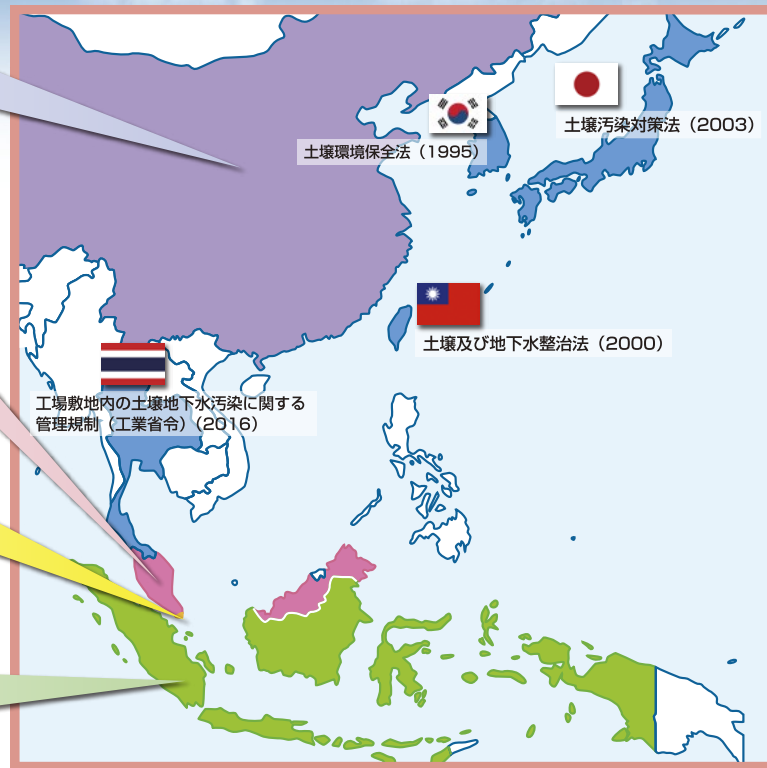 土壌汚染対策法（2003）
土壌環境保全法（1995）
土壌及び地下水整治法（2000）
工場敷地内の土壌地下水汚染に関する
管理規制（工業省令）（2016）